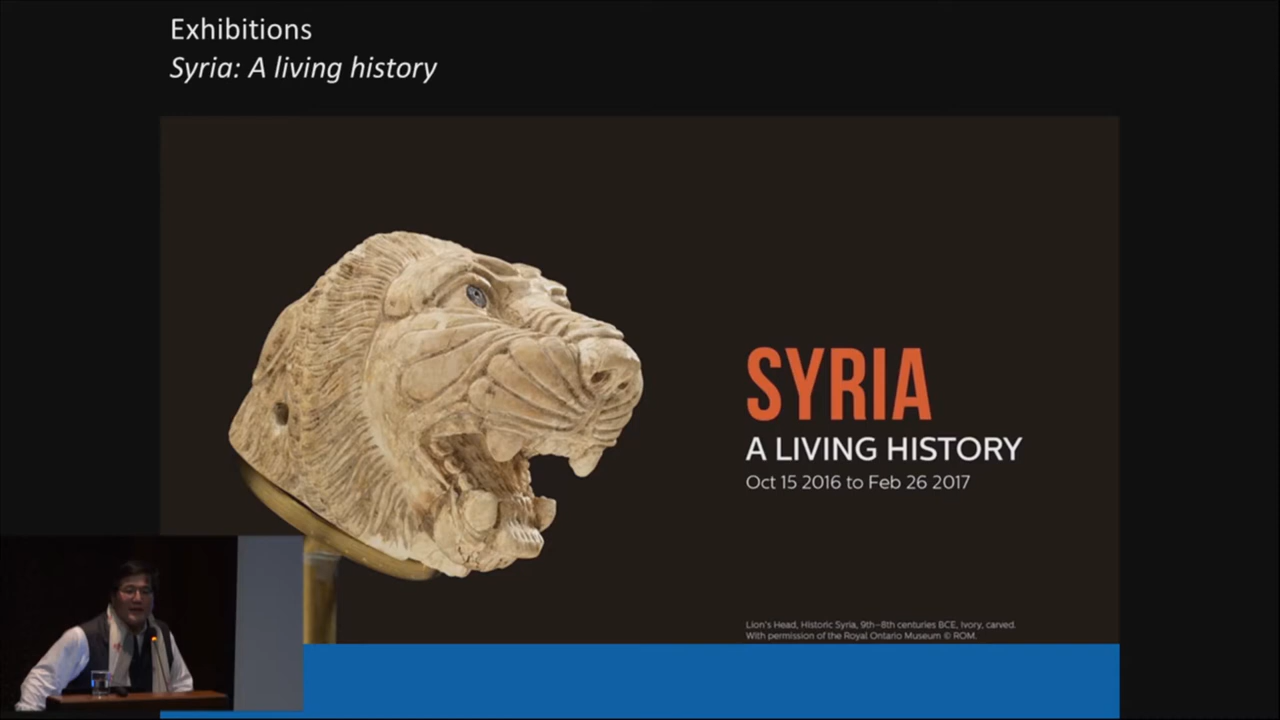 Exhibitions
Syria: A living history
SYRIA
A LIVING HISTORY
Oct 15 2016 to Feb 26 2017
Lion's Head, Historic Syria, 9th–8th centuries BCE, Ivory, carved.
With permission of the Royal Ontario Museum © ROM.